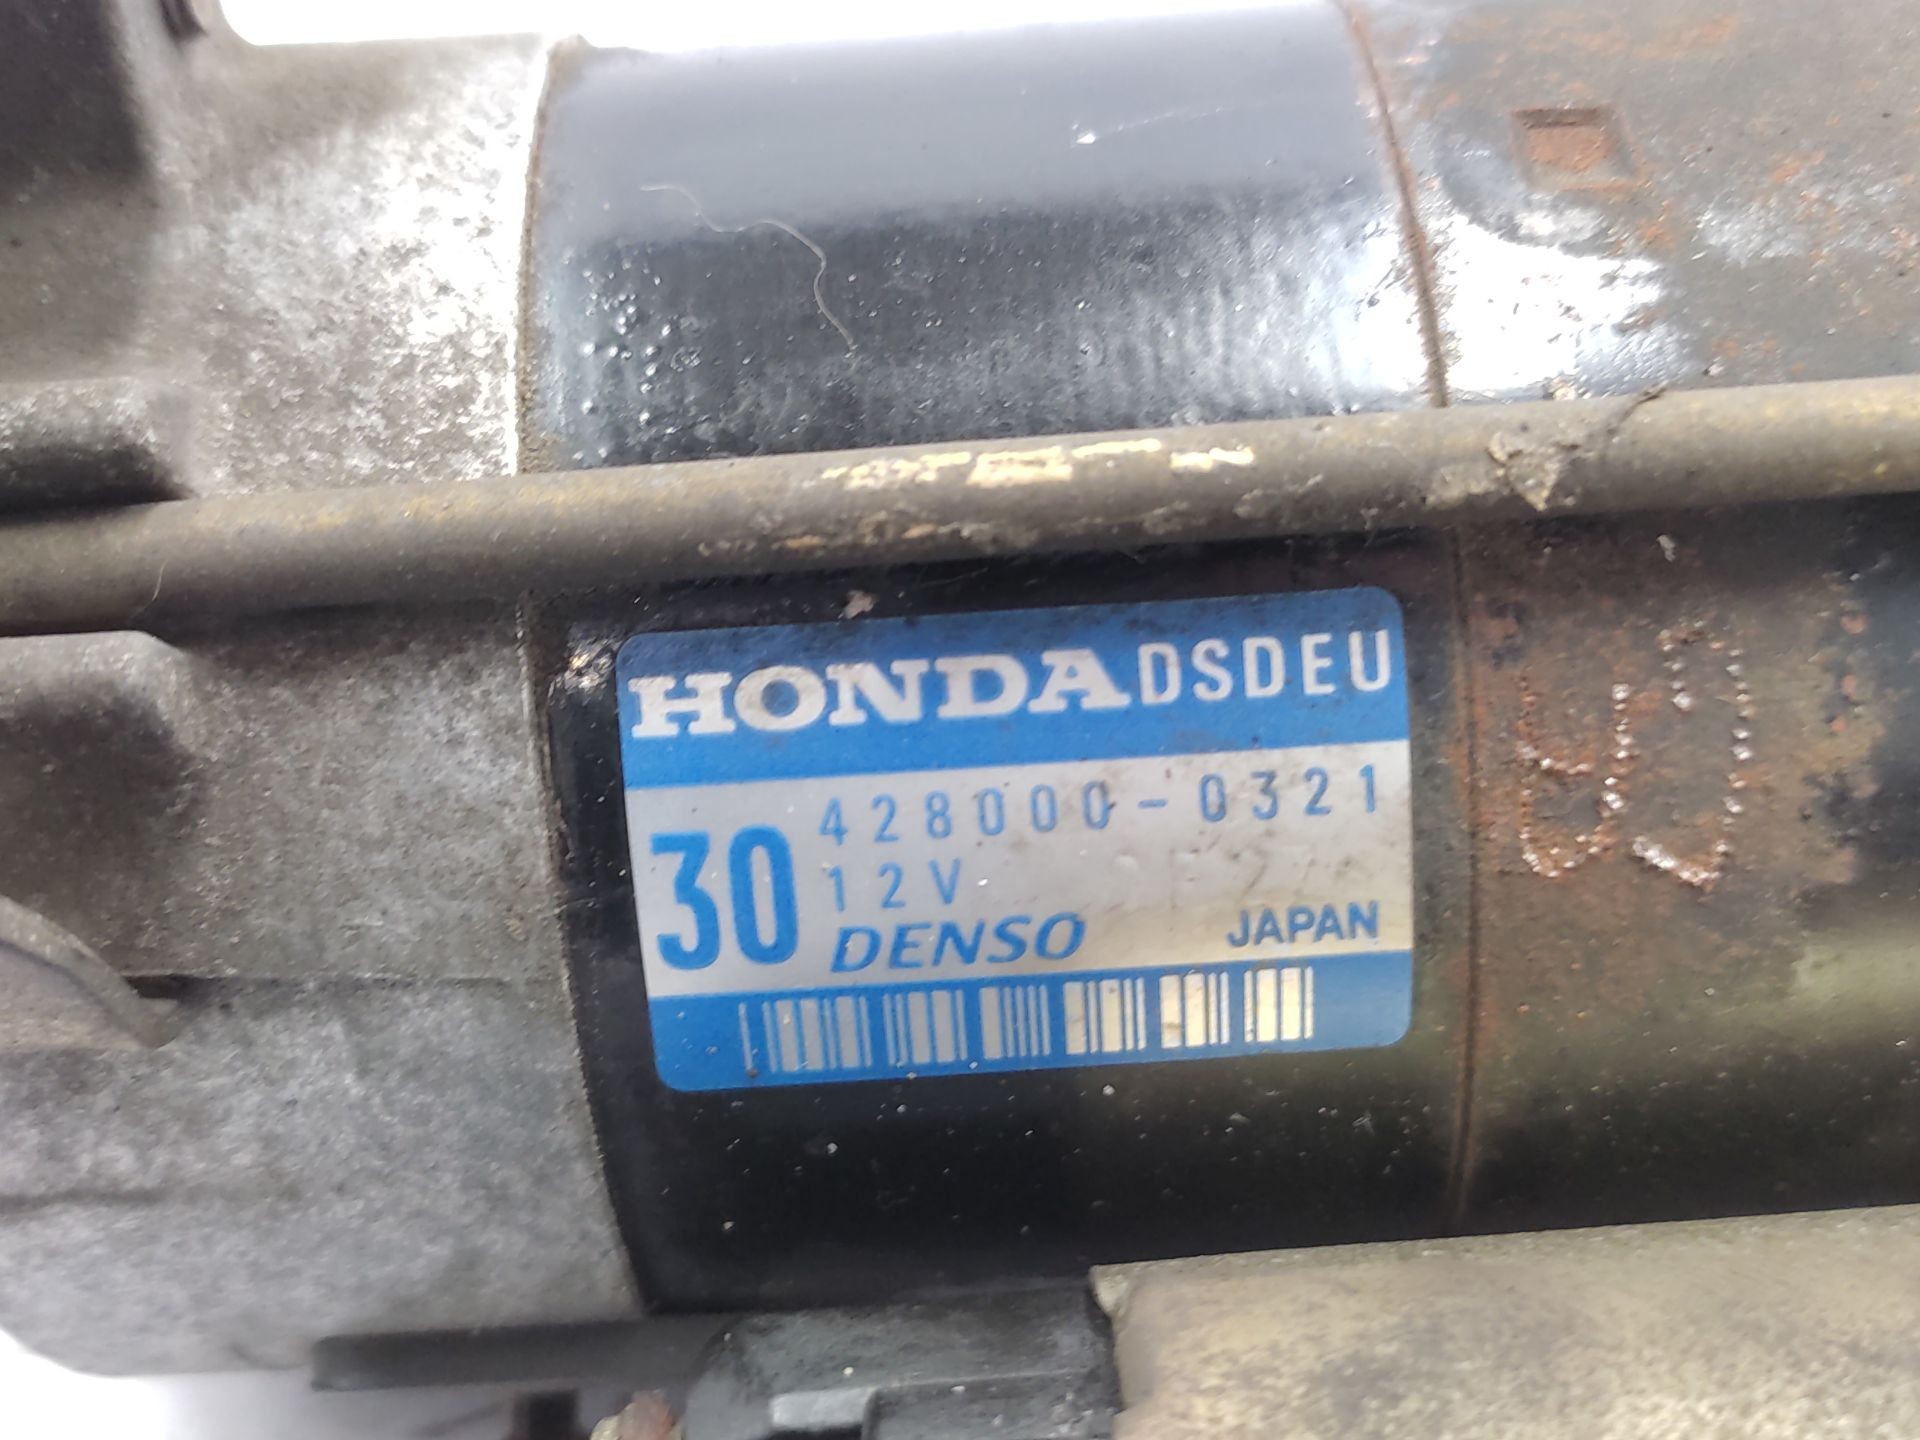 HONDA DSDEU
428000-0321
30
12V
DENSO JAPAN